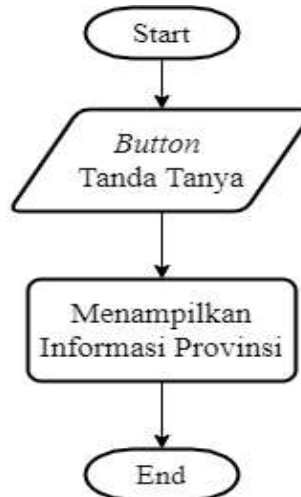 Start
Button
Tanda Tanya
Menampilkan
Informasi Provinsi
End